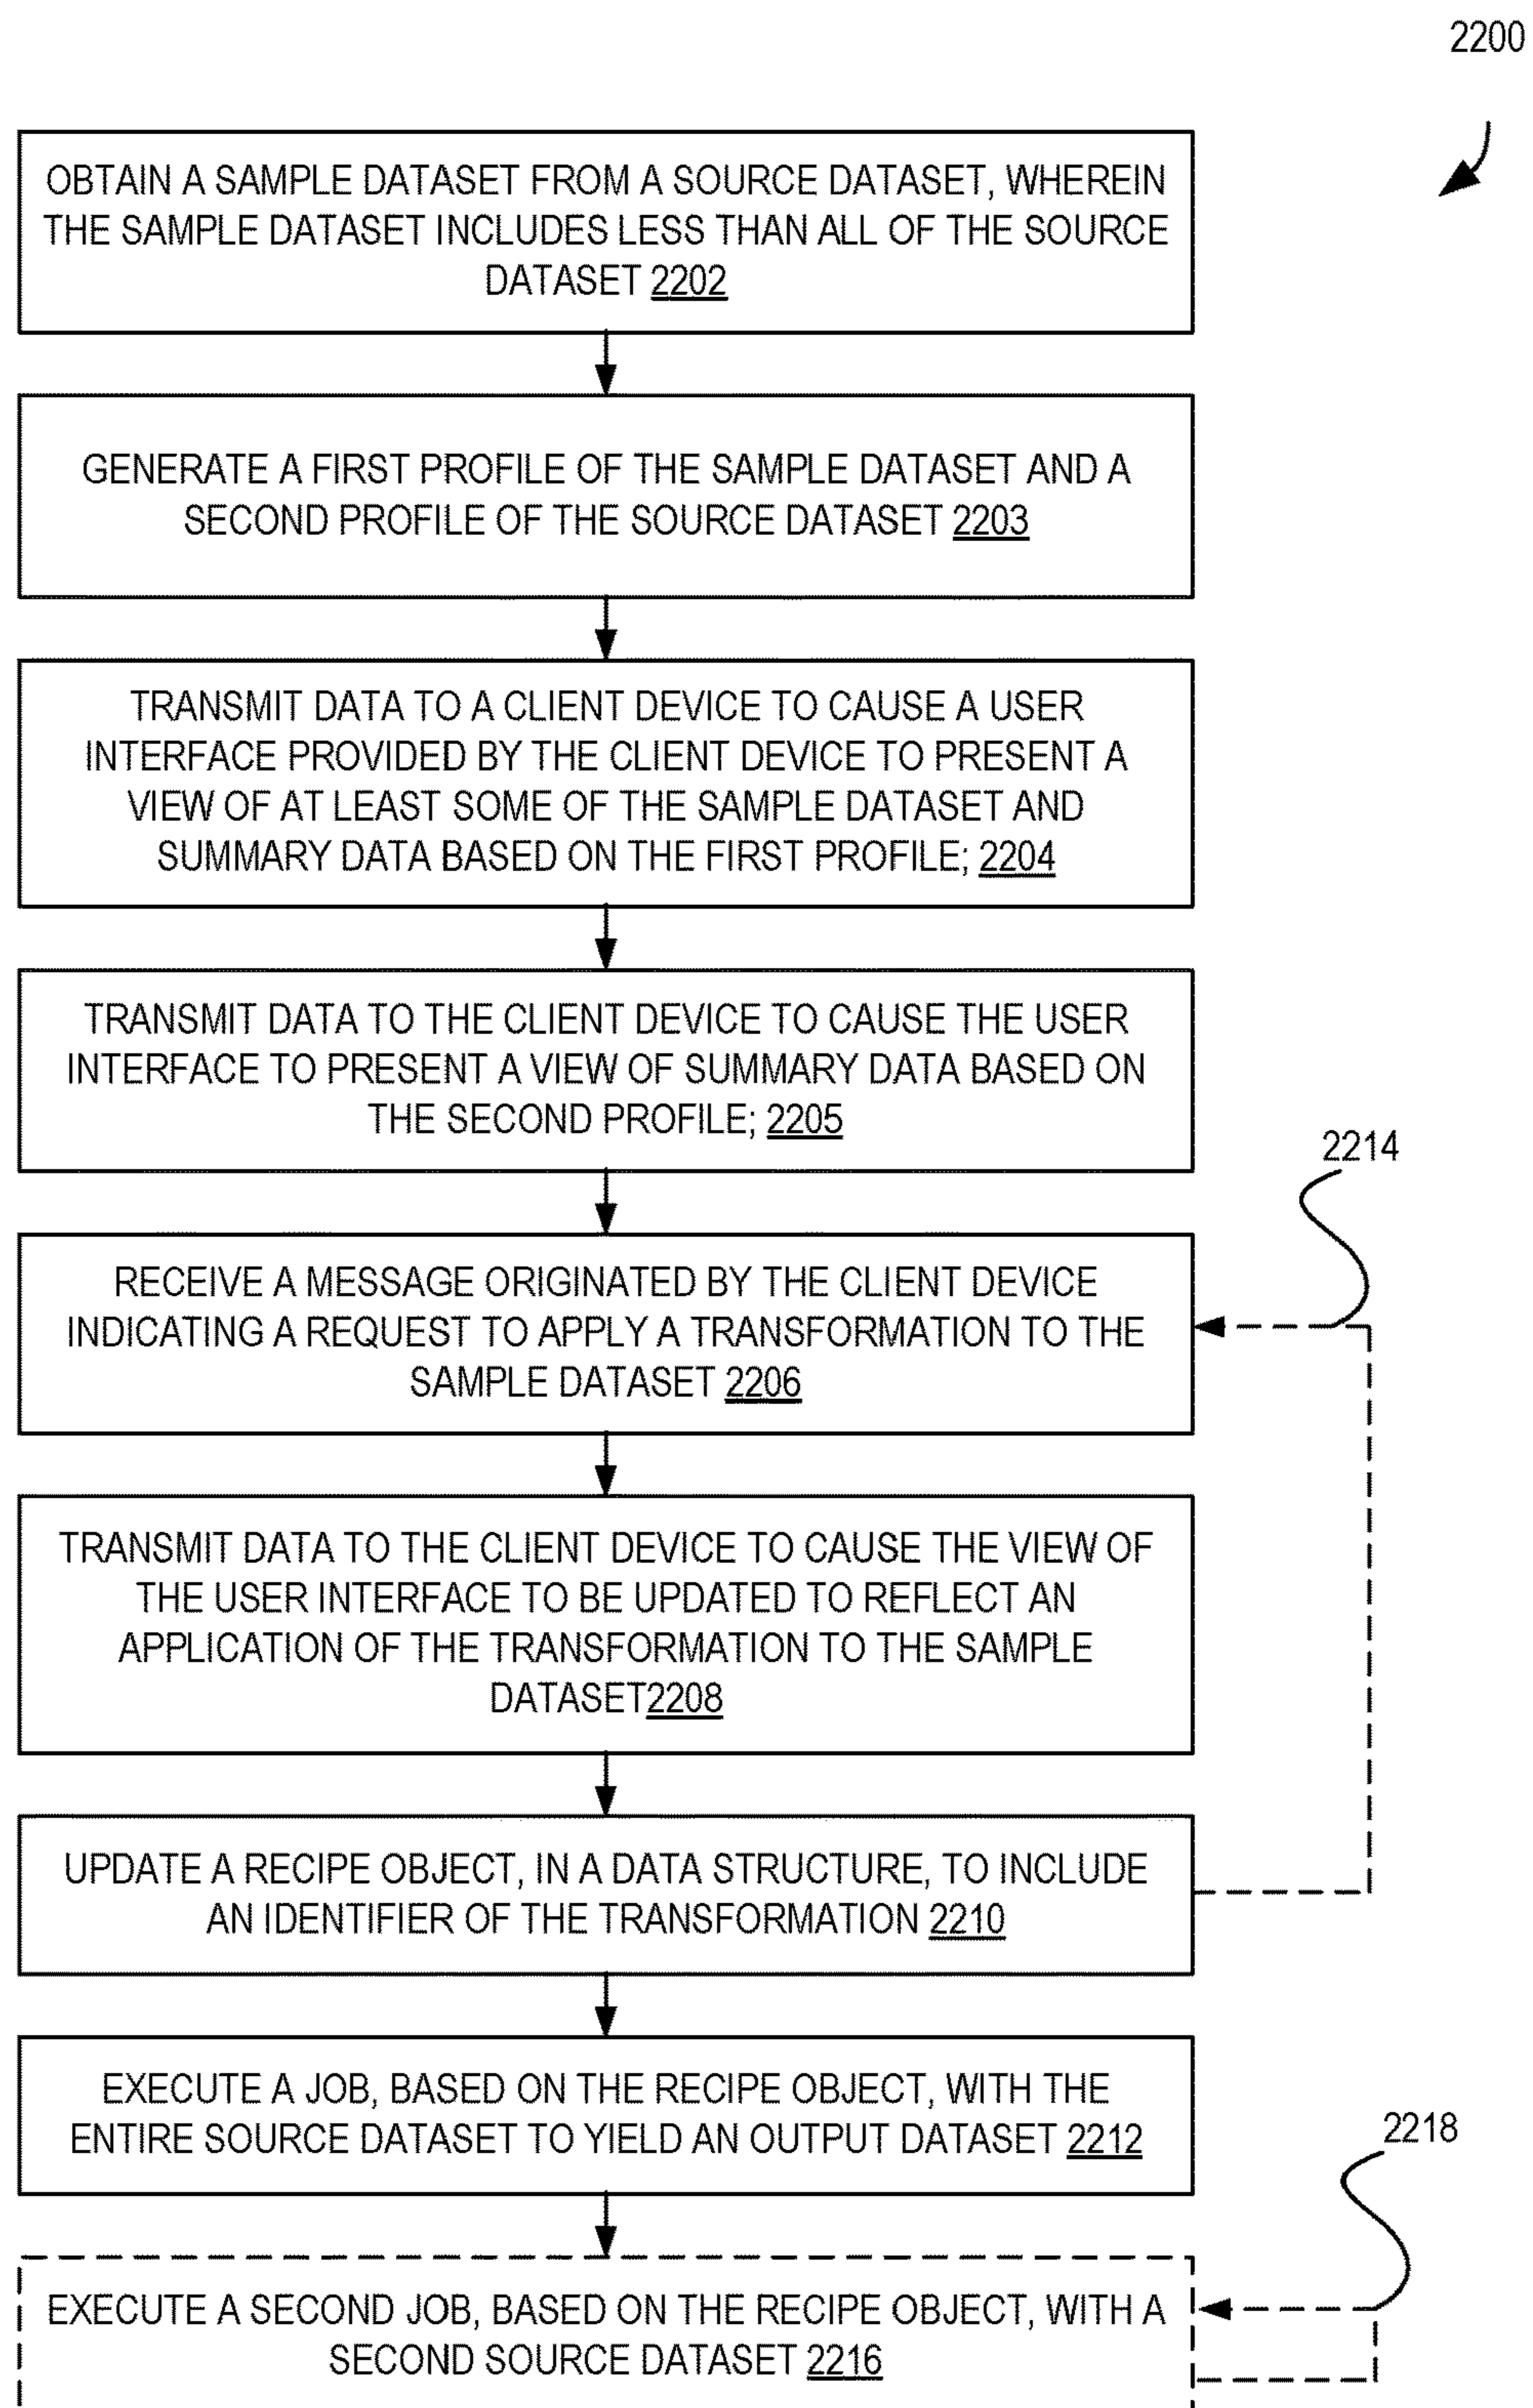 2200
OBTAIN A SAMPLE DATASET FROM A SOURCE DATASET, WHEREIN
THE SAMPLE DATASET INCLUDES LESS THAN ALL OF THE SOURCE
DATASET 2202
GENERATE A FIRST PROFILE OF THE SAMPLE DATASET AND A
SECOND PROFILE OF THE SOURCE DATASET 2203
TRANSMIT DATA TO A CLIENT DEVICE TO CAUSE A USER
INTERFACE PROVIDED BY THE CLIENT DEVICE TO PRESENT A
VIEW OF AT LEAST SOME OF THE SAMPLE DATASET AND
SUMMARY DATA BASED ON THE FIRST PROFILE; 2204
TRANSMIT DATA TO THE CLIENT DEVICE TO CAUSE THE USER
INTERFACE TO PRESENT A VIEW OF SUMMARY DATA BASED ON
THE SECOND PROFILE; 2205
2214
RECEIVE A MESSAGE ORIGINATED BY THE CLIENT DEVICE
INDICATING A REQUEST TO APPLY A TRANSFORMATION TO THE
SAMPLE DATASET 2206
TRANSMIT DATA TO THE CLIENT DEVICE TO CAUSE THE VIEW OF
THE USER INTERFACE TO BE UPDATED TO REFLECT AN
APPLICATION OF THE TRANSFORMATION TO THE SAMPLE
DATASET2208
UPDATE A RECIPE OBJECT, IN A DATA STRUCTURE, TO INCLUDE
AN IDENTIFIER OF THE TRANSFORMATION 2210
EXECUTE A JOB, BASED ON THE RECIPE OBJECT, WITH THE
ENTIRE SOURCE DATASET TO YIELD AN OUTPUT DATASET 2212
2218
EXECUTE A SECOND JOB, BASED ON THE RECIPE OBJECT, WITH A
SECOND SOURCE DATASET 2216